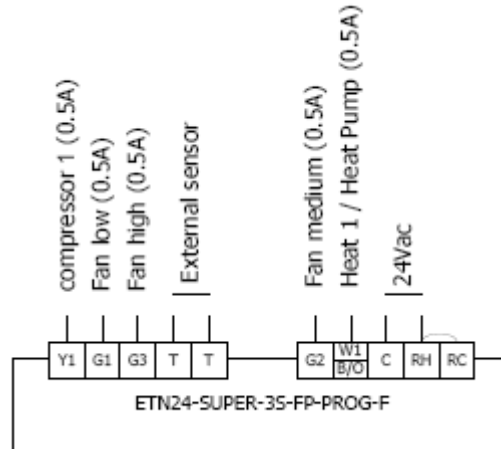 compressor 1 (0.5A)
Fan low (0.5A)
Fan high (0.5A)
External sensor
Fan medium (0.5A)
Heat 1 / Heat Pump (0.5A)
24Vac
Y1 G1 G3 T T G2 W1 B/O C RH RC
ETN24-SUPER-3S-FP-PROG-F